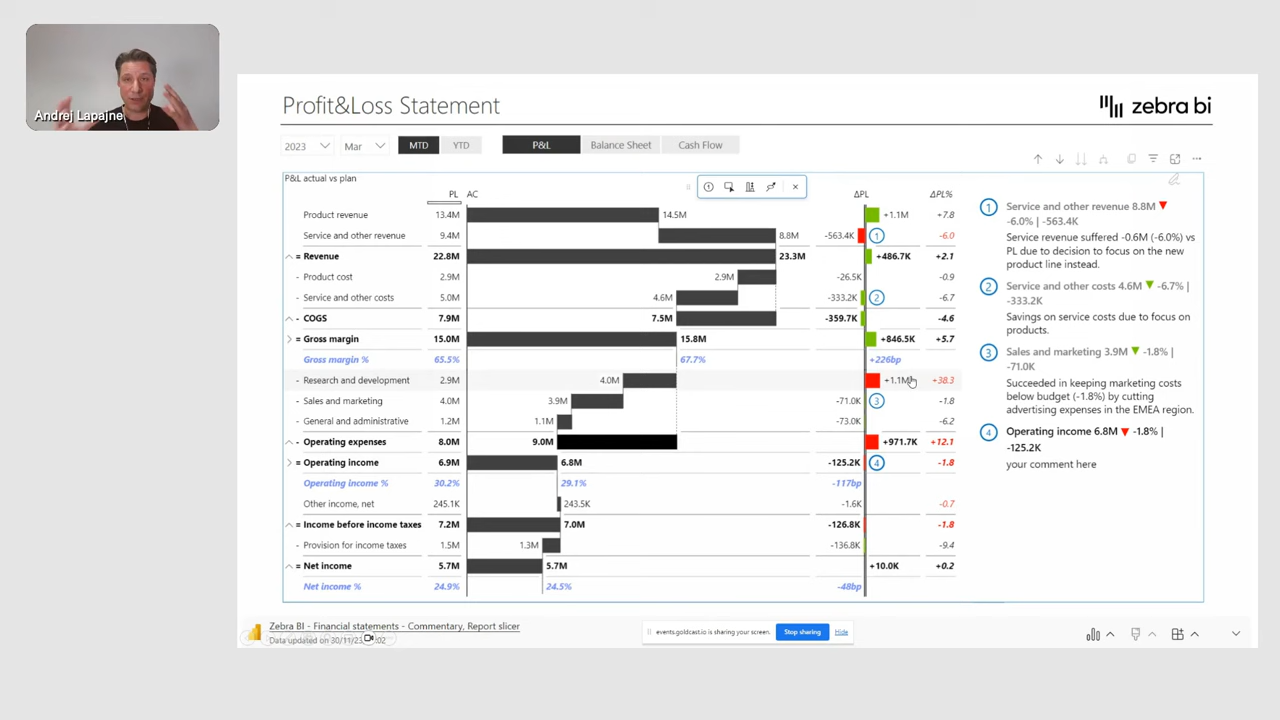 Andrej Lapajne
Profit&Loss Statement
zebra bi
2023 Mar MTD YTD P&L Balance Sheet Cash Flow
P&L actual vs plan
PL AC ΔPL ΔPL%
Product revenue 13.4M 14.5M +1.1M +7.8
Service and other revenue 9.4M 8.8M -563.4K 1 -6.0
= Revenue 22.8M 23.3M +486.7K +2.1
- Product cost 2.9M 2.9M -26.5K -0.9
- Service and other costs 5.0M 4.6M -333.2K 2 -6.7
- COGS 7.9M 7.5M -359.7K -4.6
= Gross margin 15.0M 15.8M +846.5K +5.7
Gross margin % 65.5% 67.7% +226bp
- Research and development 2.9M 4.0M +1.1M +38.3
- Sales and marketing 4.0M 3.9M -71.0K 3 -1.8
- General and administrative 1.2M 1.1M -73.0K -6.2
- Operating expenses 8.0M 9.0M +971.7K +12.1
= Operating income 6.9M 6.8M -125.2K 4 -1.8
Operating income % 30.2% 29.1% -117bp
Other income, net 245.1K 243.5K -1.6K -0.7
= Income before income taxes 7.2M 7.0M -126.8K -1.8
- Provision for income taxes 1.5M 1.3M -136.8K -9.4
= Net income 5.7M 5.7M +10.0K +0.2
Net income % 24.9% 24.5% -48bp
1 Service and other revenue 8.8M ▼
-6.0% | -563.4K
Service revenue suffered -0.6M (-6.0%) vs
PL due to decision to focus on the new
product line instead.
2 Service and other costs 4.6M ▼ -6.7% |
-333.2K
Savings on service costs due to focus on
products.
3 Sales and marketing 3.9M ▼ -1.8% |
-71.0K
Succeeded in keeping marketing costs
below budget (-1.8%) by cutting
advertising expenses in the EMEA region.
4 Operating income 6.8M ▼ -1.8% |
-125.2K
your comment here
Zebra BI - Financial statements - Commentary, Report slicer
Data updated on 30/11/23
02
events.goldcast.io is sharing your screen. Stop sharing Hide